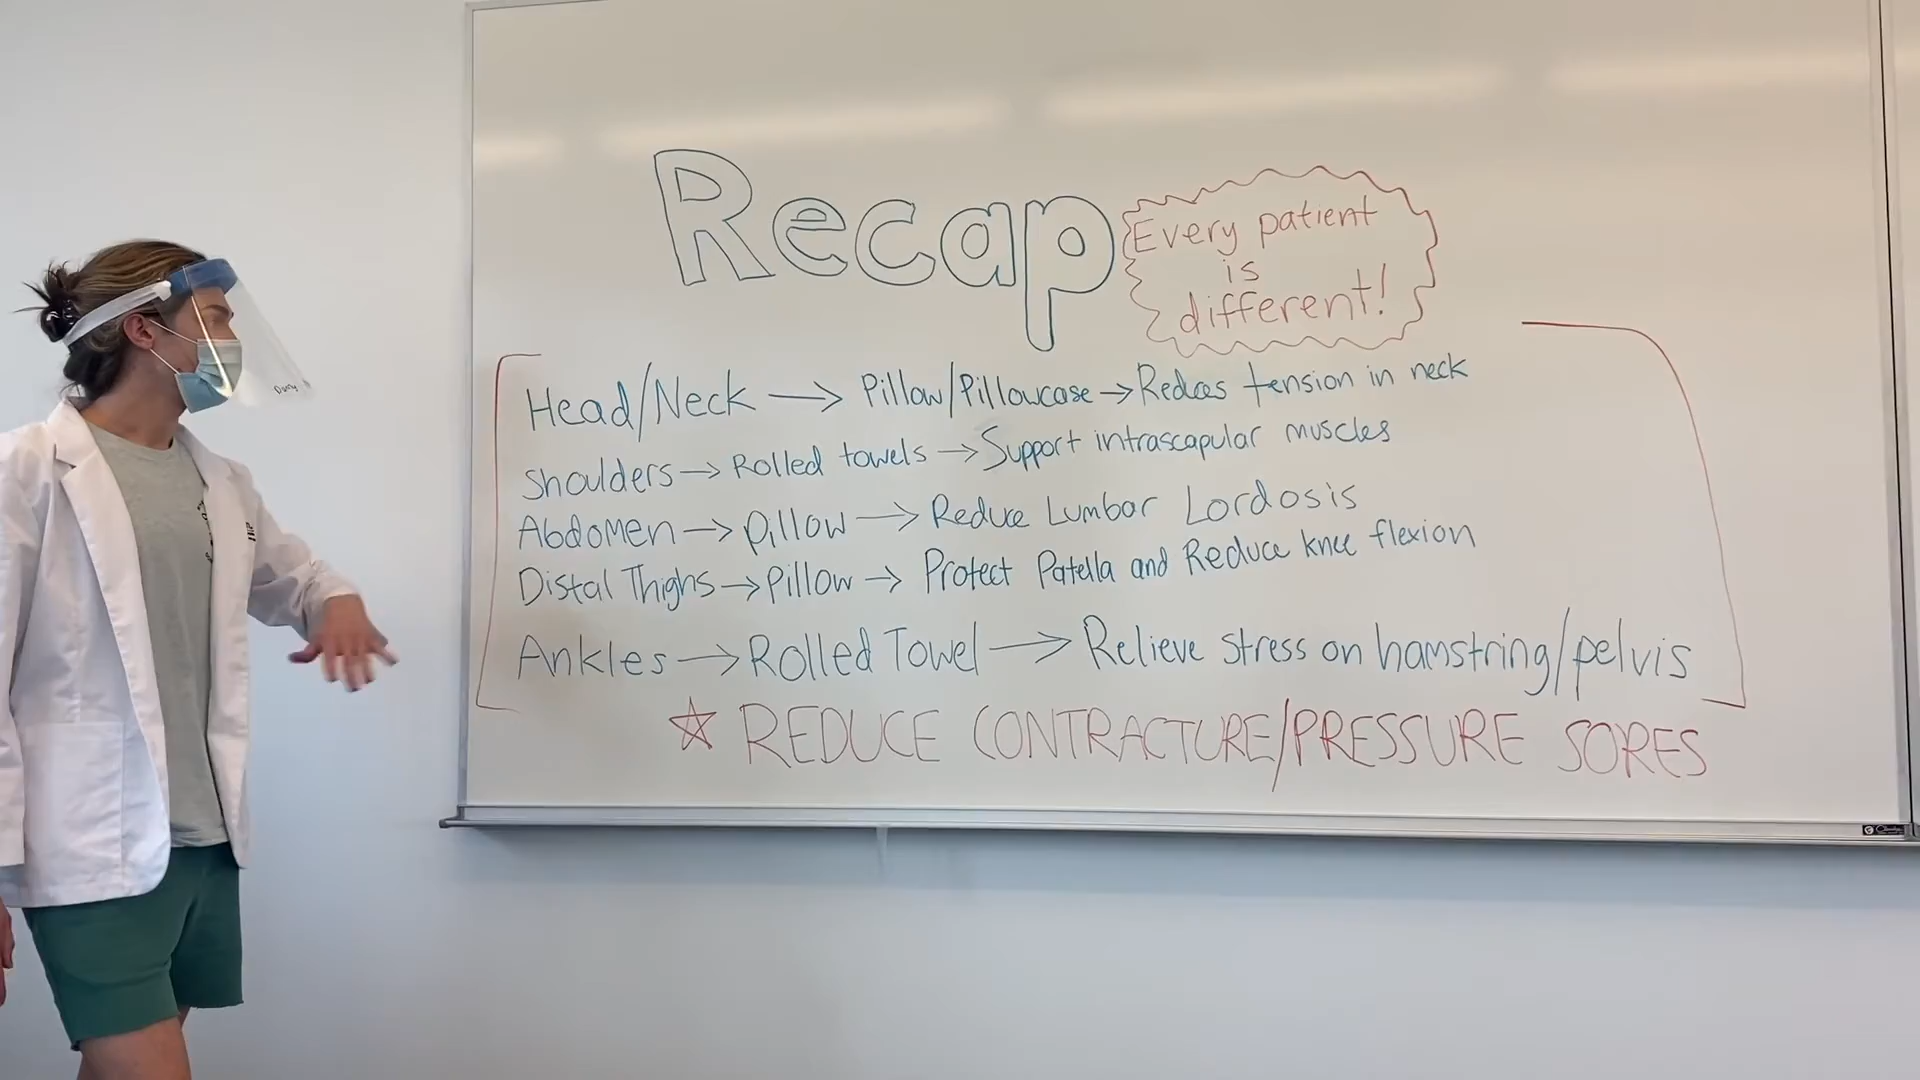 Recap
Every patient
is
different!
Head/Neck → Pillow/Pillowcase → Reduces tension in neck
Shoulders → Rolled towels → Support intrascapular muscles
Abdomen → pillow → Reduce Lumbar Lordosis
Distal Thighs → Pillow → Protect Patella and Reduce knee flexion
Ankles → Rolled Towel → Relieve stress on hamstring/pelvis
☆ REDUCE CONTRACTURE/PRESSURE SORES